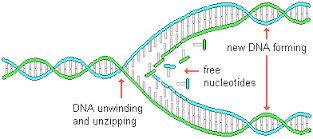 new DNA forming
free
nucleotides
DNA unwinding
and unzipping